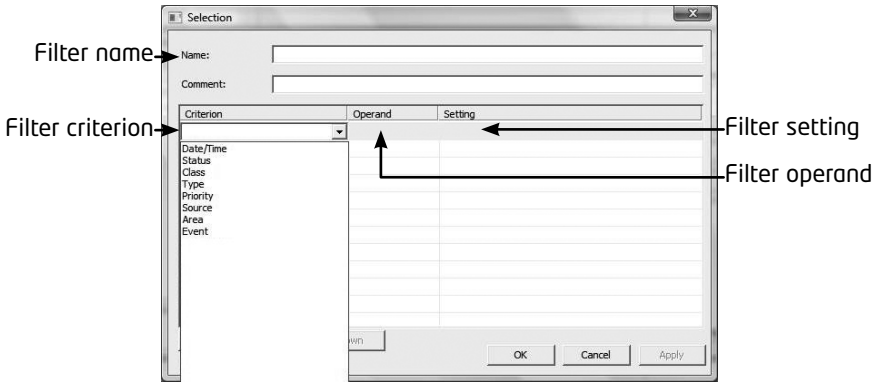 Selection
Filter name
Name:
Comment:
Criterion Operand Setting
Filter criterion
Filter setting
Filter operand
Date/Time
Status
Class
Type
Priority
Source
Area
Event
OK Cancel Apply